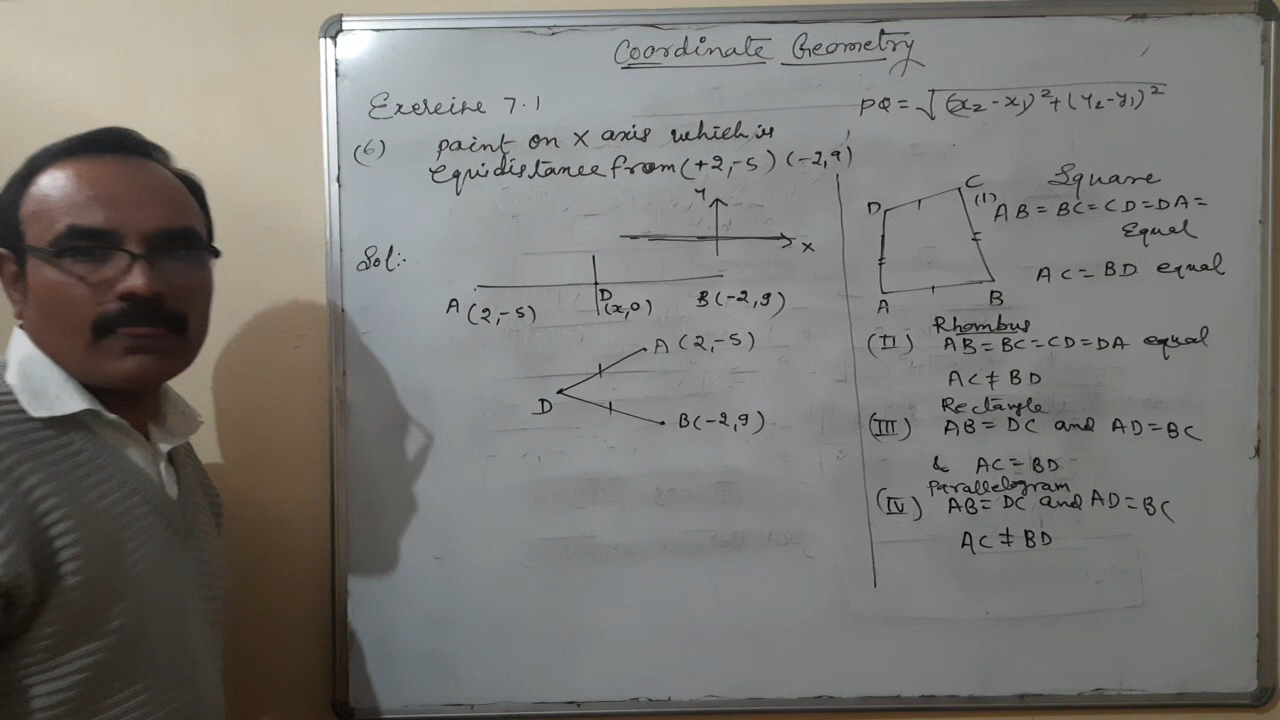 Coordinate Geometry
Exercise 7.1
PQ = √(x₂-x₁)²+(y₂-y₁)²
(6) paint on X axis which is
equidistance from (+2,-5) (-2,9)
Y
X
Sol:-
A (2,-5)
D (x,0)
B(-2,9)
A (2,-5)
D
B(-2,9)
D
C
A
B
Square
(I) AB = BC = CD = DA =
Equal
AC = BD equal
Rhombus
(II) AB = BC = CD = DA equal
AC ≠ BD
Rectangle
(III) AB = DC and AD = BC
& AC = BD
Parallelogram
(IV) AB = DC and AD = BC
AC ≠ BD